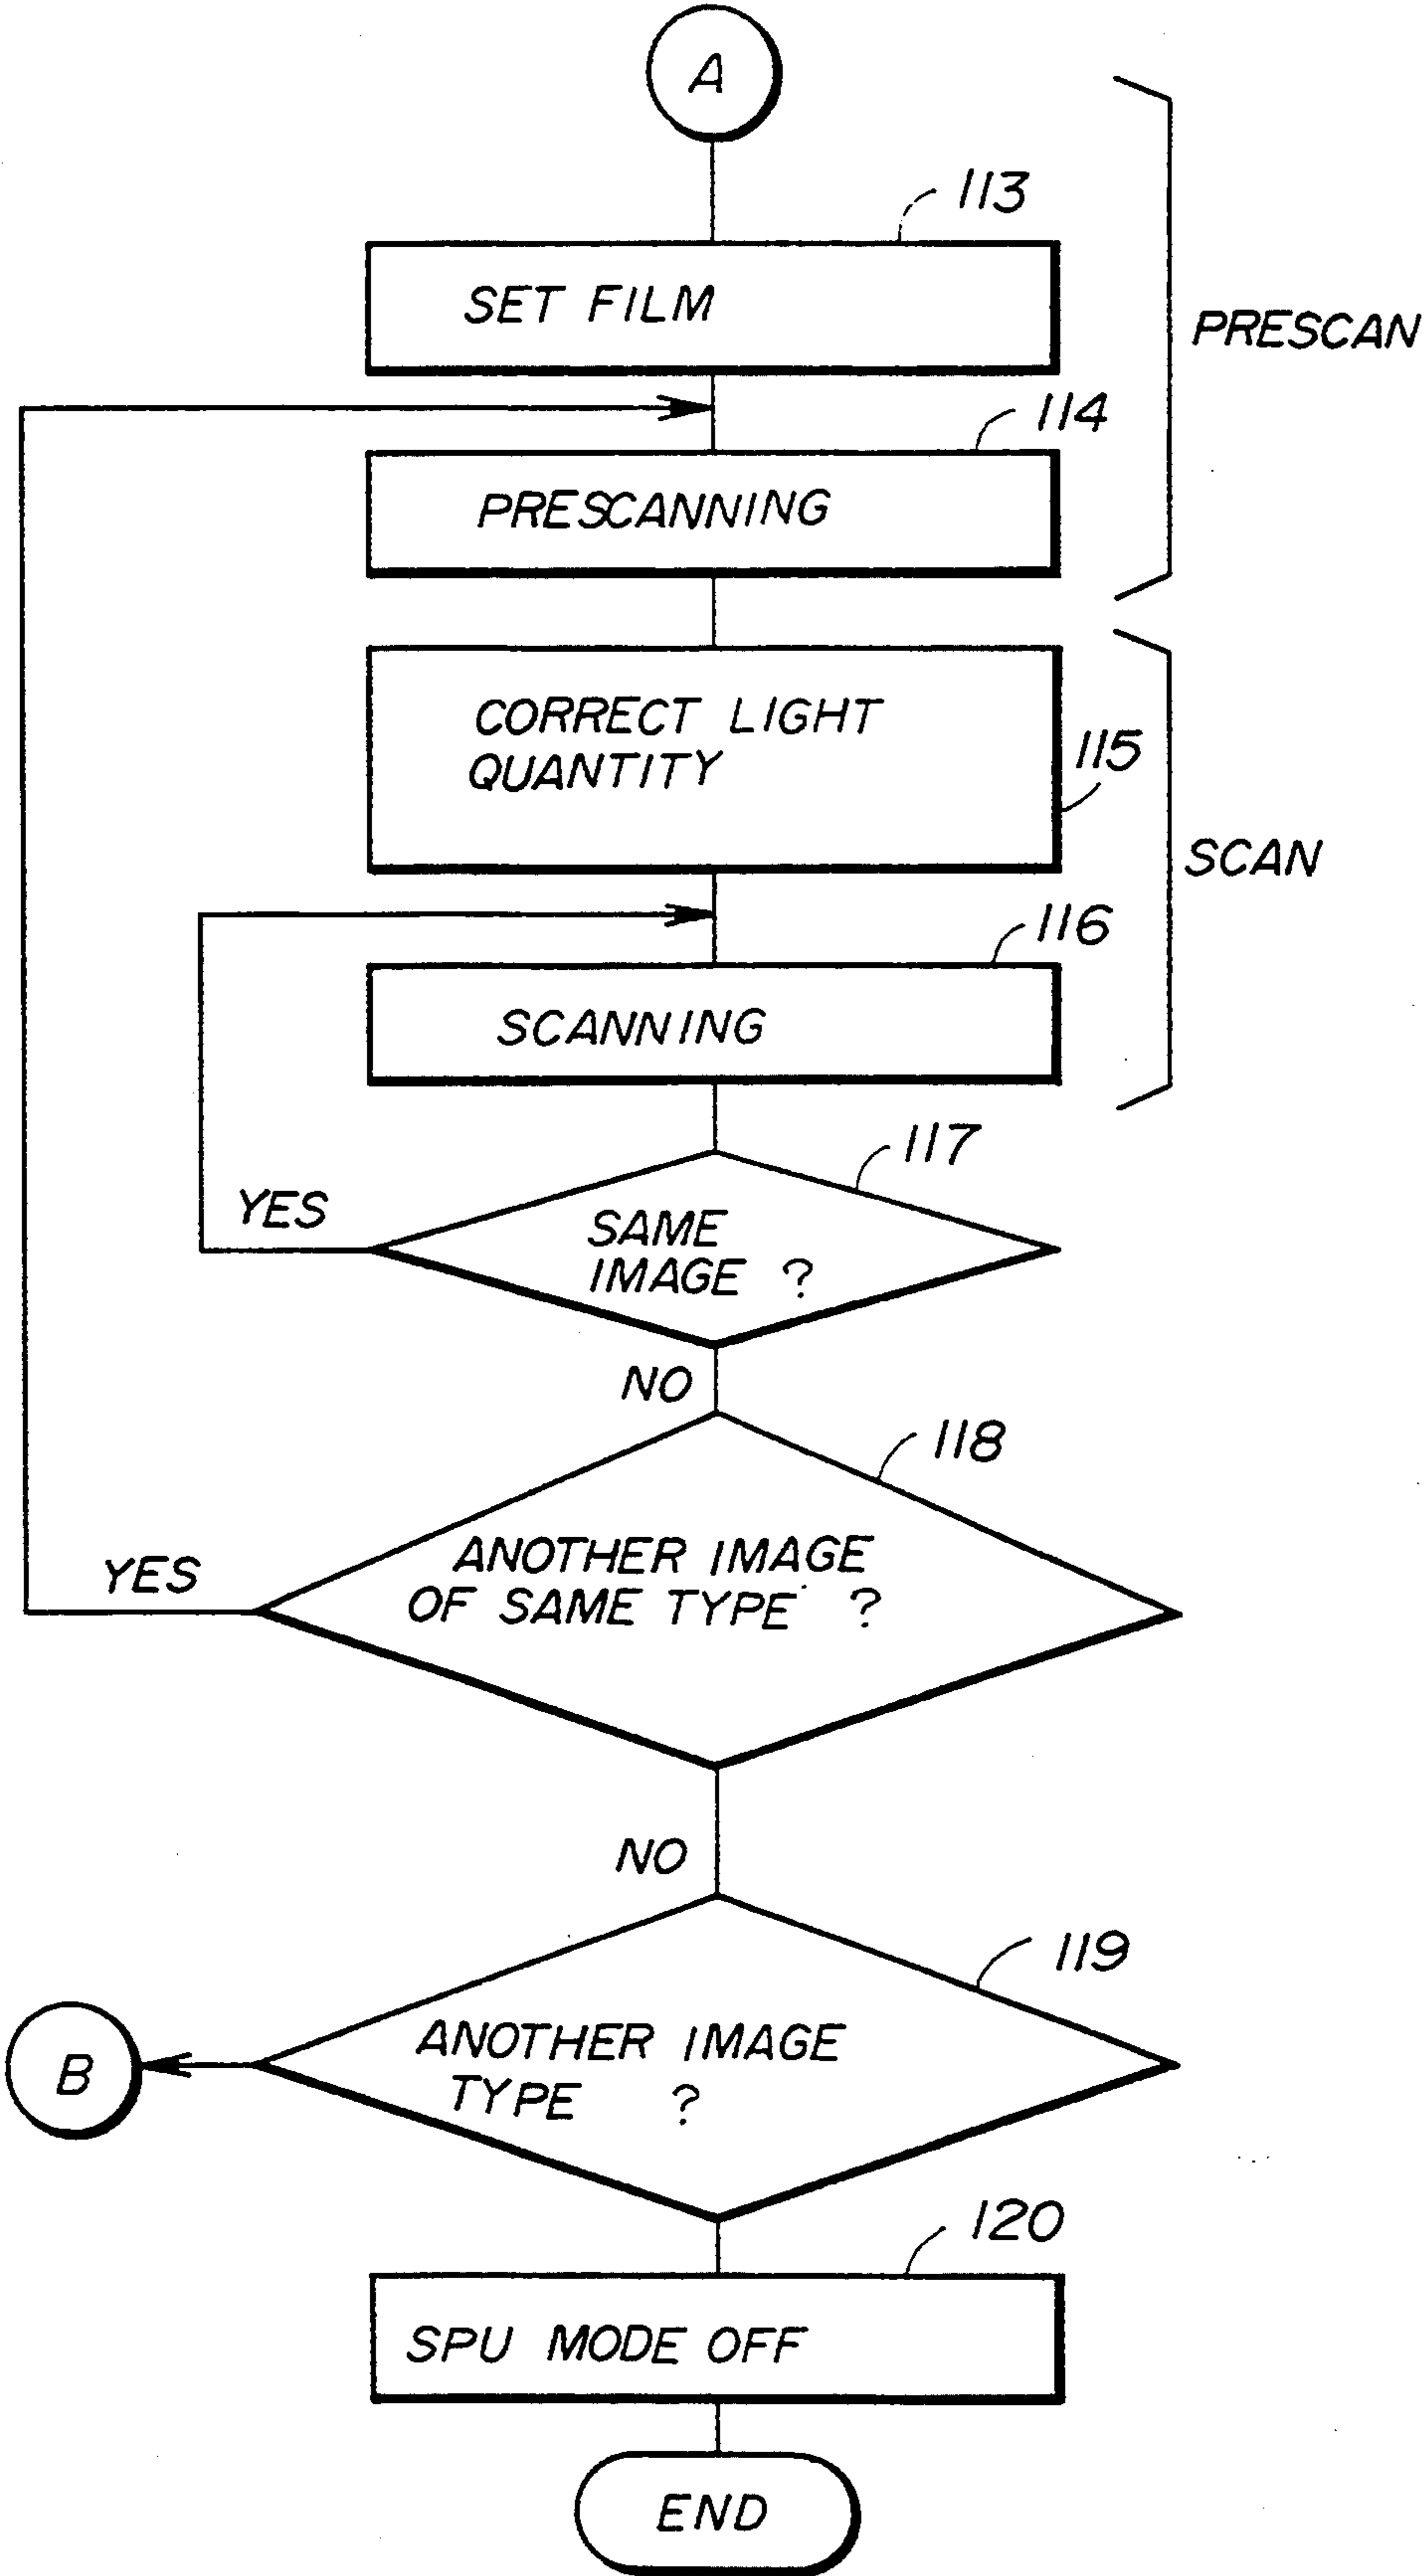 A
113
SET FILM
PRESCAN
114
PRESCANNING
CORRECT LIGHT
QUANTITY
115
SCAN
116
SCANNING
117
YES
SAME
IMAGE ?
NO
118
YES
ANOTHER IMAGE
OF SAME TYPE ?
NO
119
ANOTHER IMAGE
TYPE ?
B
120
SPU MODE OFF
END